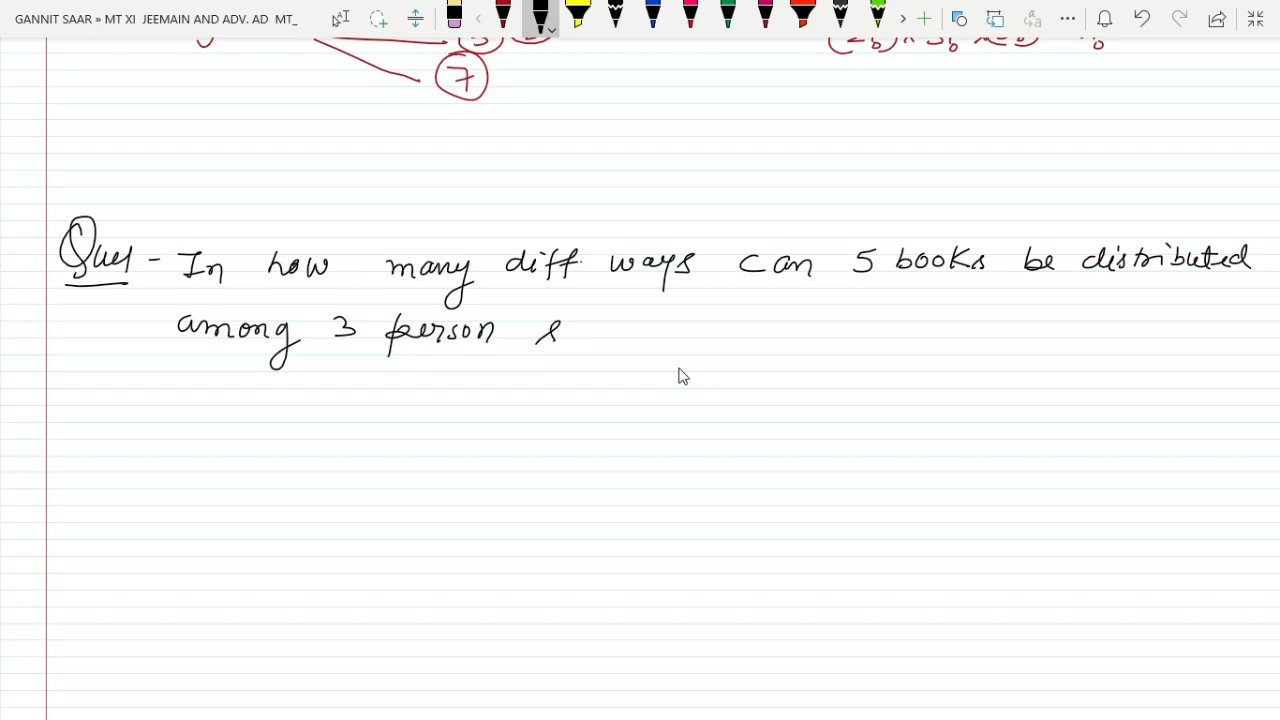 GANNIT SAAR » MT XI JEEMAIN AND ADV. AD MT_
7
Ques - In how many diff. ways can 5 books be distributed
among 3 person s